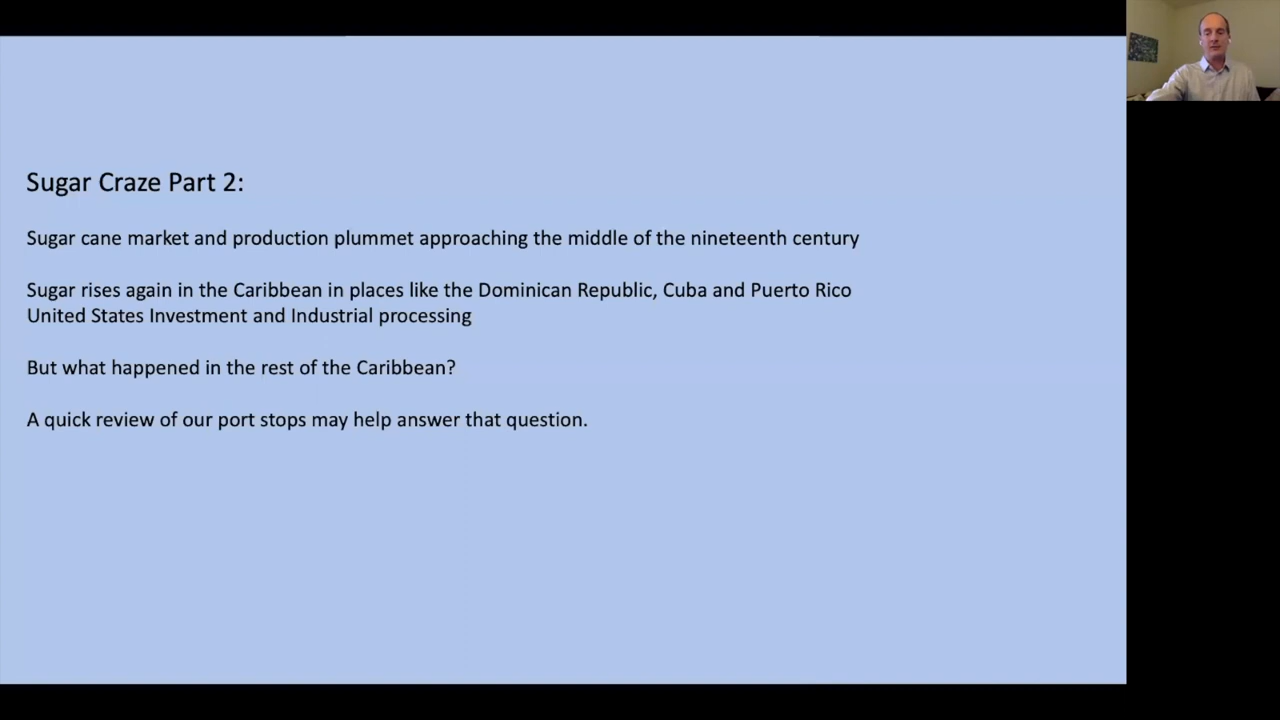 Sugar Craze Part 2:
Sugar cane market and production plummet approaching the middle of the nineteenth century
Sugar rises again in the Caribbean in places like the Dominican Republic, Cuba and Puerto Rico
United States Investment and Industrial processing
But what happened in the rest of the Caribbean?
A quick review of our port stops may help answer that question.